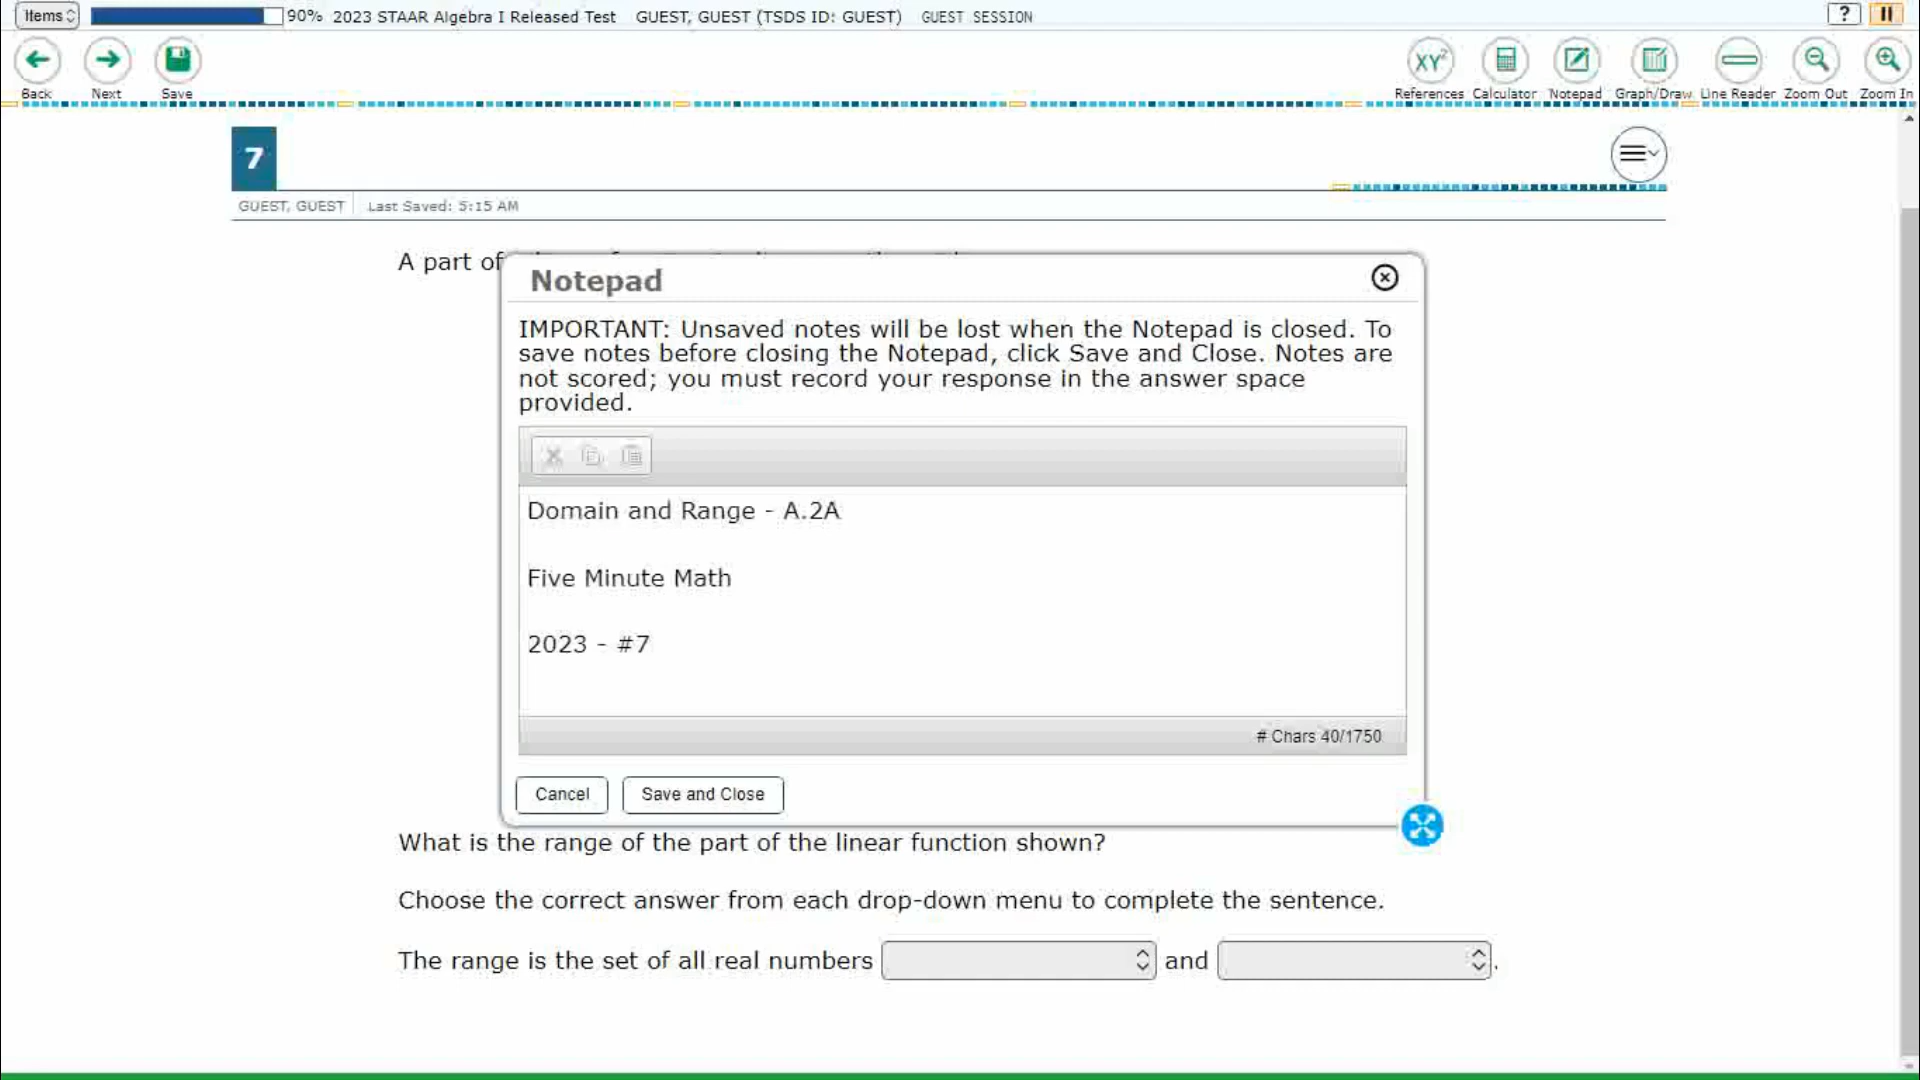 Items 90% 2023 STAAR Algebra I Released Test GUEST, GUEST (TSDS ID: GUEST) GUEST SESSION ?
Back Next Save References Calculator Notepad Graph/Draw Line Reader Zoom Out Zoom In
XY²
7
GUEST, GUEST Last Saved: 5:15 AM
A part of
Notepad
IMPORTANT: Unsaved notes will be lost when the Notepad is closed. To
save notes before closing the Notepad, click Save and Close. Notes are
not scored; you must record your response in the answer space
provided.
Domain and Range - A.2A
Five Minute Math
2023 - #7
# Chars 40/1750
Cancel Save and Close
What is the range of the part of the linear function shown?
Choose the correct answer from each drop-down menu to complete the sentence.
The range is the set of all real numbers and .